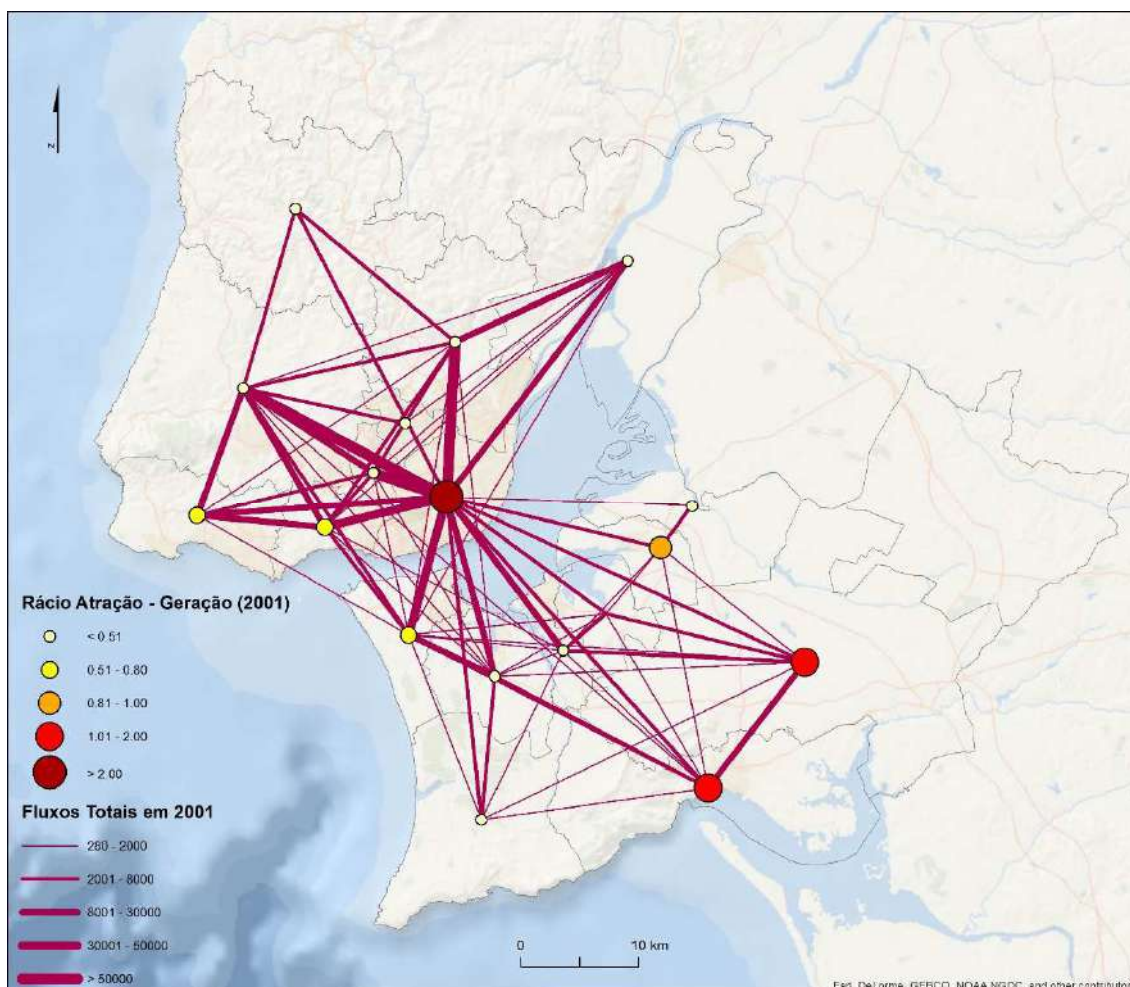 N
Rácio Atração - Geração (2001)
< 0.51
0.51 - 0.80
0.81 - 1.00
1.01 - 2.00
> 2.00
Fluxos Totais em 2001
280 - 2000
2001 - 8000
8001 - 30000
30001 - 50000
> 50000
0 10 km
Esri, DeLorme, GEBCO, NOAA NGDC, and other contributors